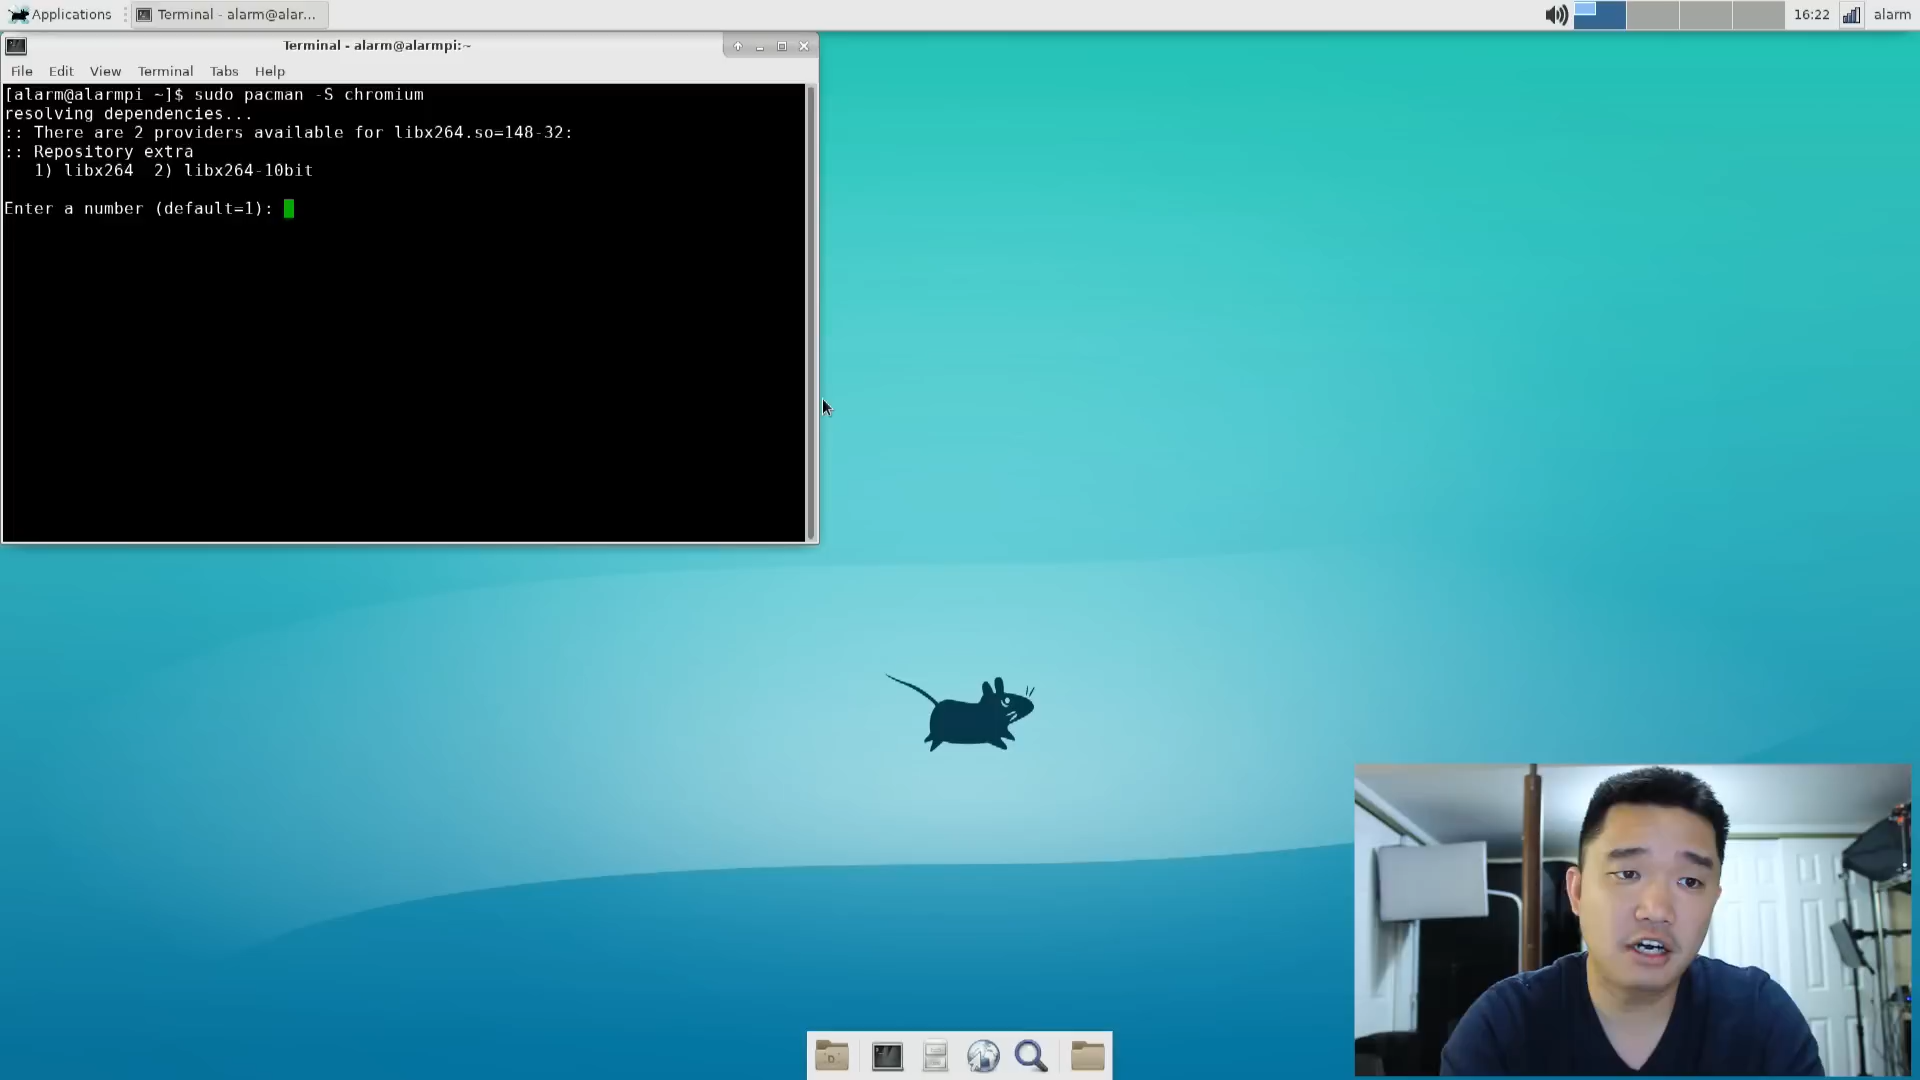 Applications
Terminal - alarm@alar...
16:22
alarm
Terminal - alarm@alarmpi:~
File Edit View Terminal Tabs Help
[alarm@alarmpi ~]$ sudo pacman -S chromium
resolving dependencies...
:: There are 2 providers available for libx264.so=148-32:
:: Repository extra
1) libx264 2) libx264-10bit
Enter a number (default=1):